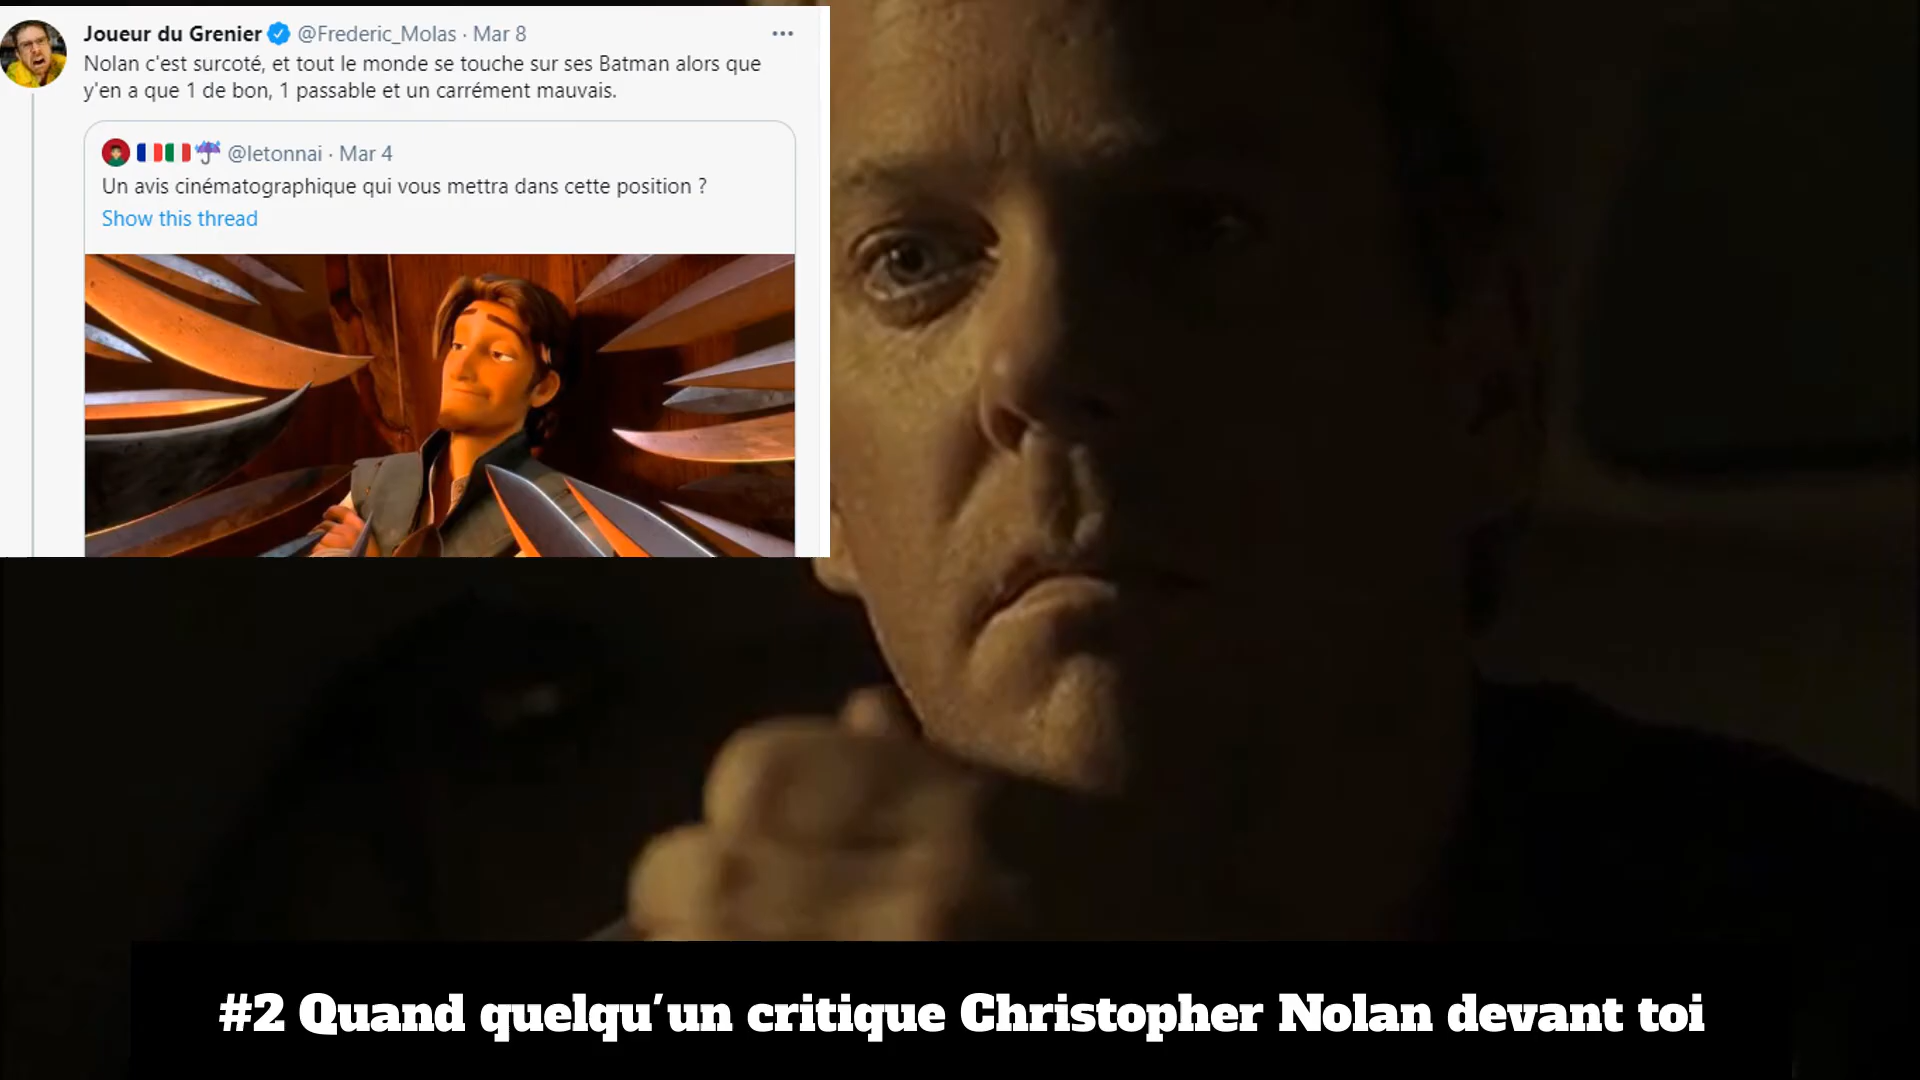 Joueur du Grenier @Frederic_Molas · Mar 8
Nolan c'est surcoté, et tout le monde se touche sur ses Batman alors que
y'en a que 1 de bon, 1 passable et un carrément mauvais.
@letonnai · Mar 4
Un avis cinématographique qui vous mettra dans cette position ?
Show this thread
#2 Quand quelqu'un critique Christopher Nolan devant toi